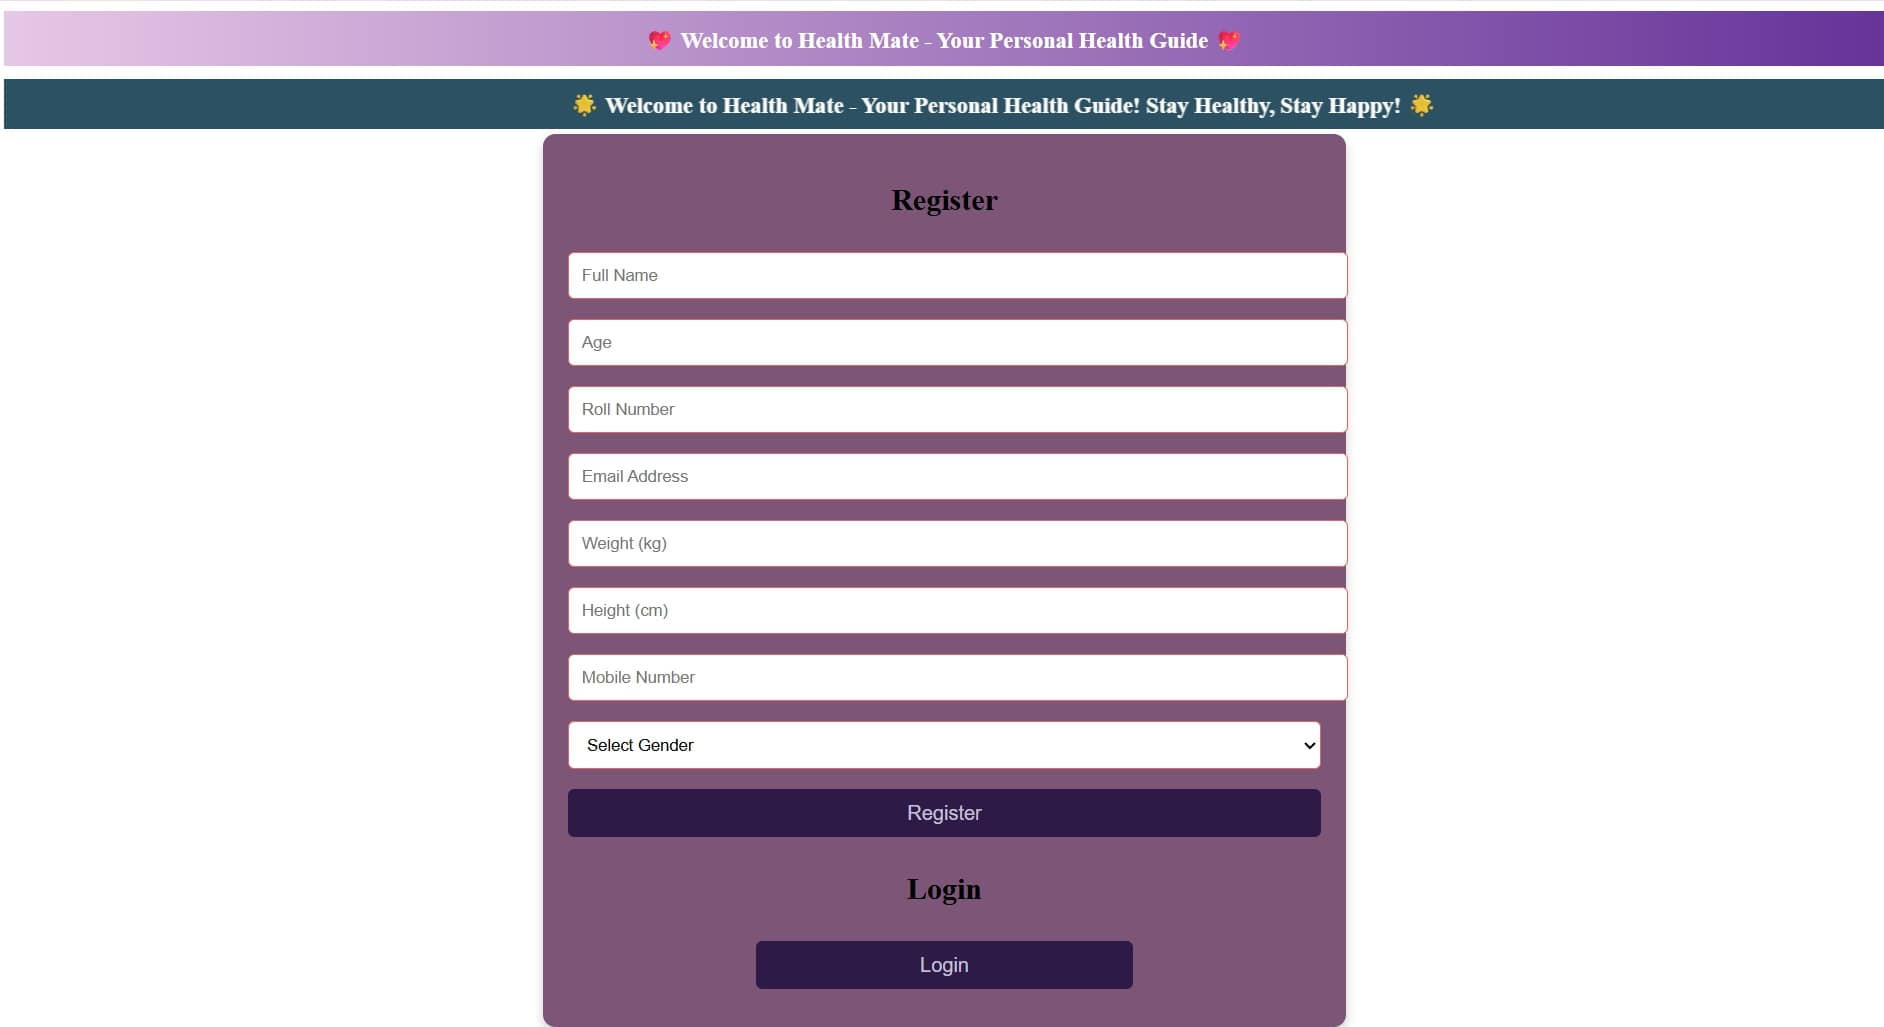 💖 Welcome to Health Mate - Your Personal Health Guide 💖
🌟 Welcome to Health Mate - Your Personal Health Guide! Stay Healthy, Stay Happy! 🌟
Register
Full Name
Age
Roll Number
Email Address
Weight (kg)
Height (cm)
Mobile Number
Select Gender
Register
Login
Login